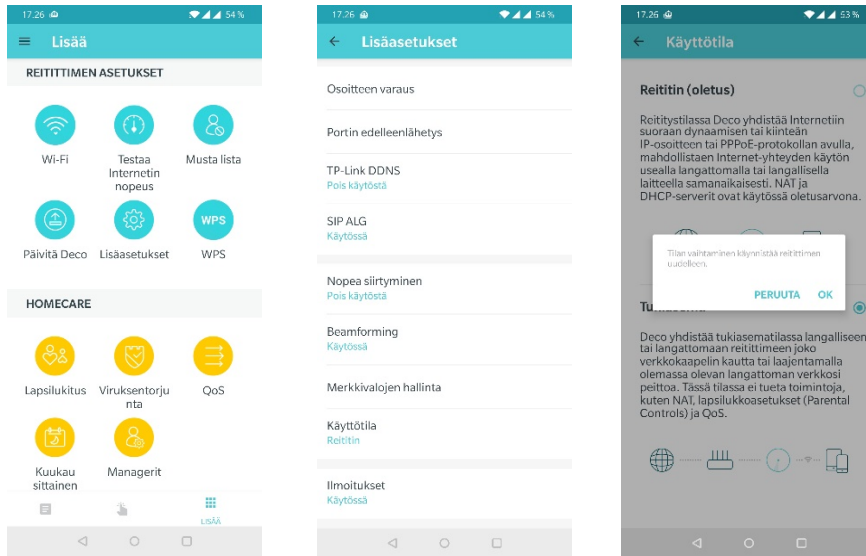 17.26
54 %
Lisää
REITITTIMEN ASETUKSET
Wi-Fi
Testaa
Internetin
nopeus
Musta lista
WPS
Päivitä Deco
Lisäasetukset
WPS
HOMECARE
Lapsilukitus
Viruksentorju
nta
QoS
Kuukau
sittainen
Managerit
LISÄÄ
17.26
54 %
Lisäasetukset
Osoitteen varaus
Portin edelleenlähetys
TP-Link DDNS
Pois käytöstä
SIP ALG
Käytössä
Nopea siirtyminen
Pois käytöstä
Beamforming
Käytössä
Merkkivalojen hallinta
Käyttötila
Reititin
Ilmoitukset
Käytössä
17.26
53 %
Käyttötila
Reititin (oletus)
Reititystilassa Deco yhdistää Internetiin
suoraan dynaamisen tai kiinteän
IP-osoitteen tai PPPoE-protokollan avulla,
mahdollistaen Internet-yhteyden käytön
usealla langattomalla tai langallisella
laitteella samanaikaisesti. NAT ja
DHCP-serverit ovat käytössä oletusarvona.
Tilan vaihtaminen käynnistää reitittimen
uudelleen.
PERUUTA
OK
Deco yhdistää tukiasematilassa langalliseen
tai langattomaan reitittimeen joko
verkkokaapelin kautta tai laajentamalla
olemassa olevan langattoman verkkosi
peittoa. Tässä tilassa ei tueta toimintoja,
kuten NAT, lapsilukkoasetukset (Parental
Controls) ja QoS.